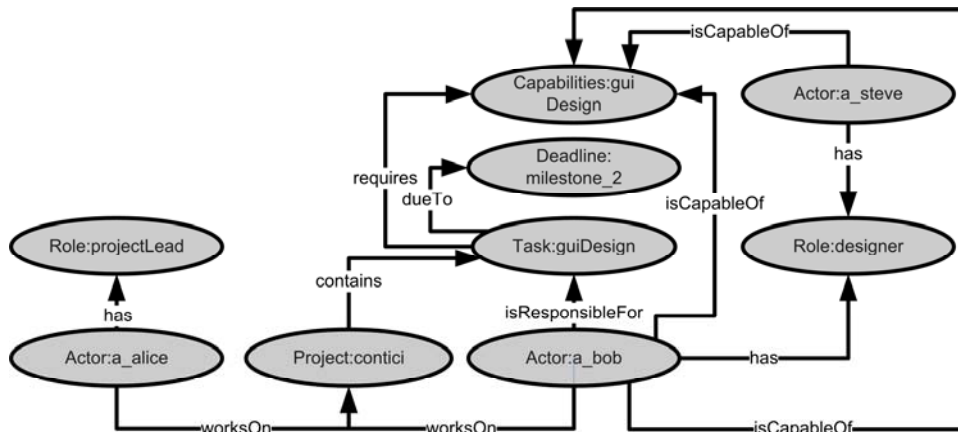 isCapableOf
Capabilities:gui
Design
Actor:a_steve
requires
Deadline:
milestone_2
has
dueTo
isCapableOf
Role:projectLead
Task:guiDesign
Role:designer
contains
has
isResponsibleFor
Actor:a_alice
Project:contici
Actor:a_bob
has
worksOn
worksOn
isCapableOf